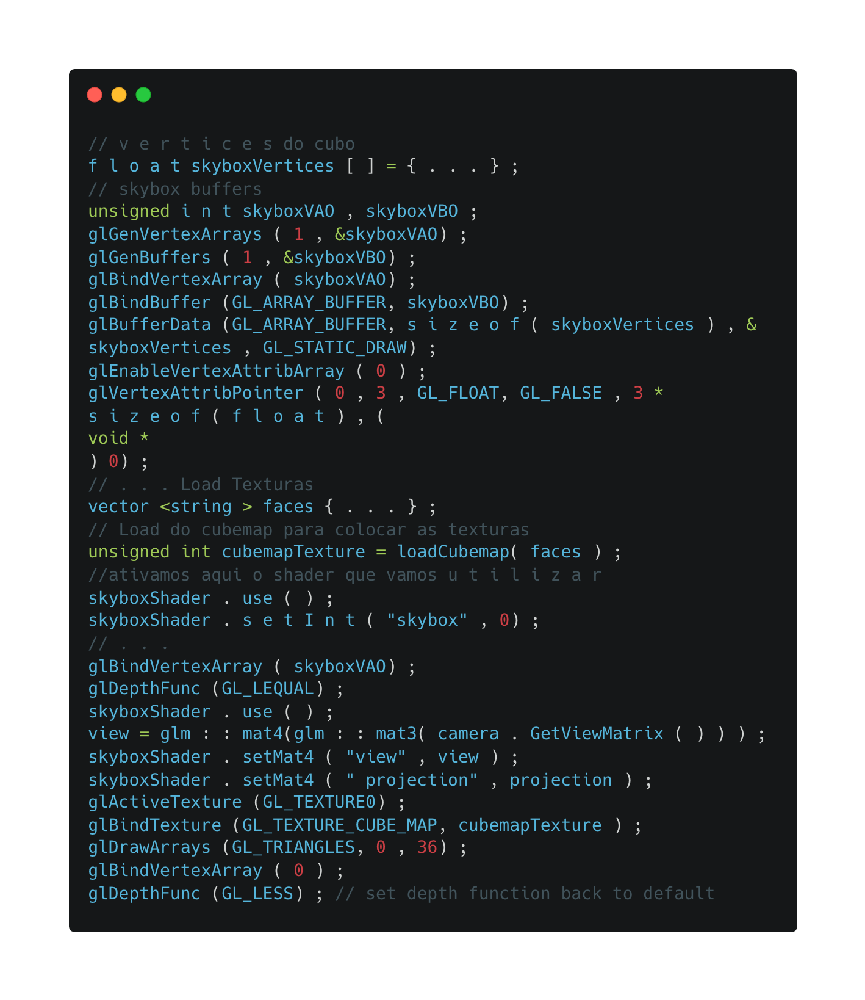 // v e r t i c e s do cubo
f l o a t skyboxVertices [ ] = { . . . } ;
// skybox buffers
unsigned i n t skyboxVAO , skyboxVBO ;
glGenVertexArrays ( 1 , &skyboxVAO) ;
glGenBuffers ( 1 , &skyboxVBO) ;
glBindVertexArray ( skyboxVAO) ;
glBindBuffer (GL_ARRAY_BUFFER, skyboxVBO) ;
glBufferData (GL_ARRAY_BUFFER, s i z e o f ( skyboxVertices ) , &
skyboxVertices , GL_STATIC_DRAW) ;
glEnableVertexAttribArray ( 0 ) ;
glVertexAttribPointer ( 0 , 3 , GL_FLOAT, GL_FALSE , 3 *
s i z e o f ( f l o a t ) , (
void *
) 0) ;
// . . . Load Texturas
vector <string > faces { . . . } ;
// Load do cubemap para colocar as texturas
unsigned int cubemapTexture = loadCubemap( faces ) ;
//ativamos aqui o shader que vamos u t i l i z a r
skyboxShader . use ( ) ;
skyboxShader . s e t I n t ( "skybox" , 0) ;
// . . .
glBindVertexArray ( skyboxVAO) ;
glDepthFunc (GL_LEQUAL) ;
skyboxShader . use ( ) ;
view = glm : : mat4(glm : : mat3( camera . GetViewMatrix ( ) ) ) ;
skyboxShader . setMat4 ( "view" , view ) ;
skyboxShader . setMat4 ( " projection" , projection ) ;
glActiveTexture (GL_TEXTURE0) ;
glBindTexture (GL_TEXTURE_CUBE_MAP, cubemapTexture ) ;
glDrawArrays (GL_TRIANGLES, 0 , 36) ;
glBindVertexArray ( 0 ) ;
glDepthFunc (GL_LESS) ; // set depth function back to default